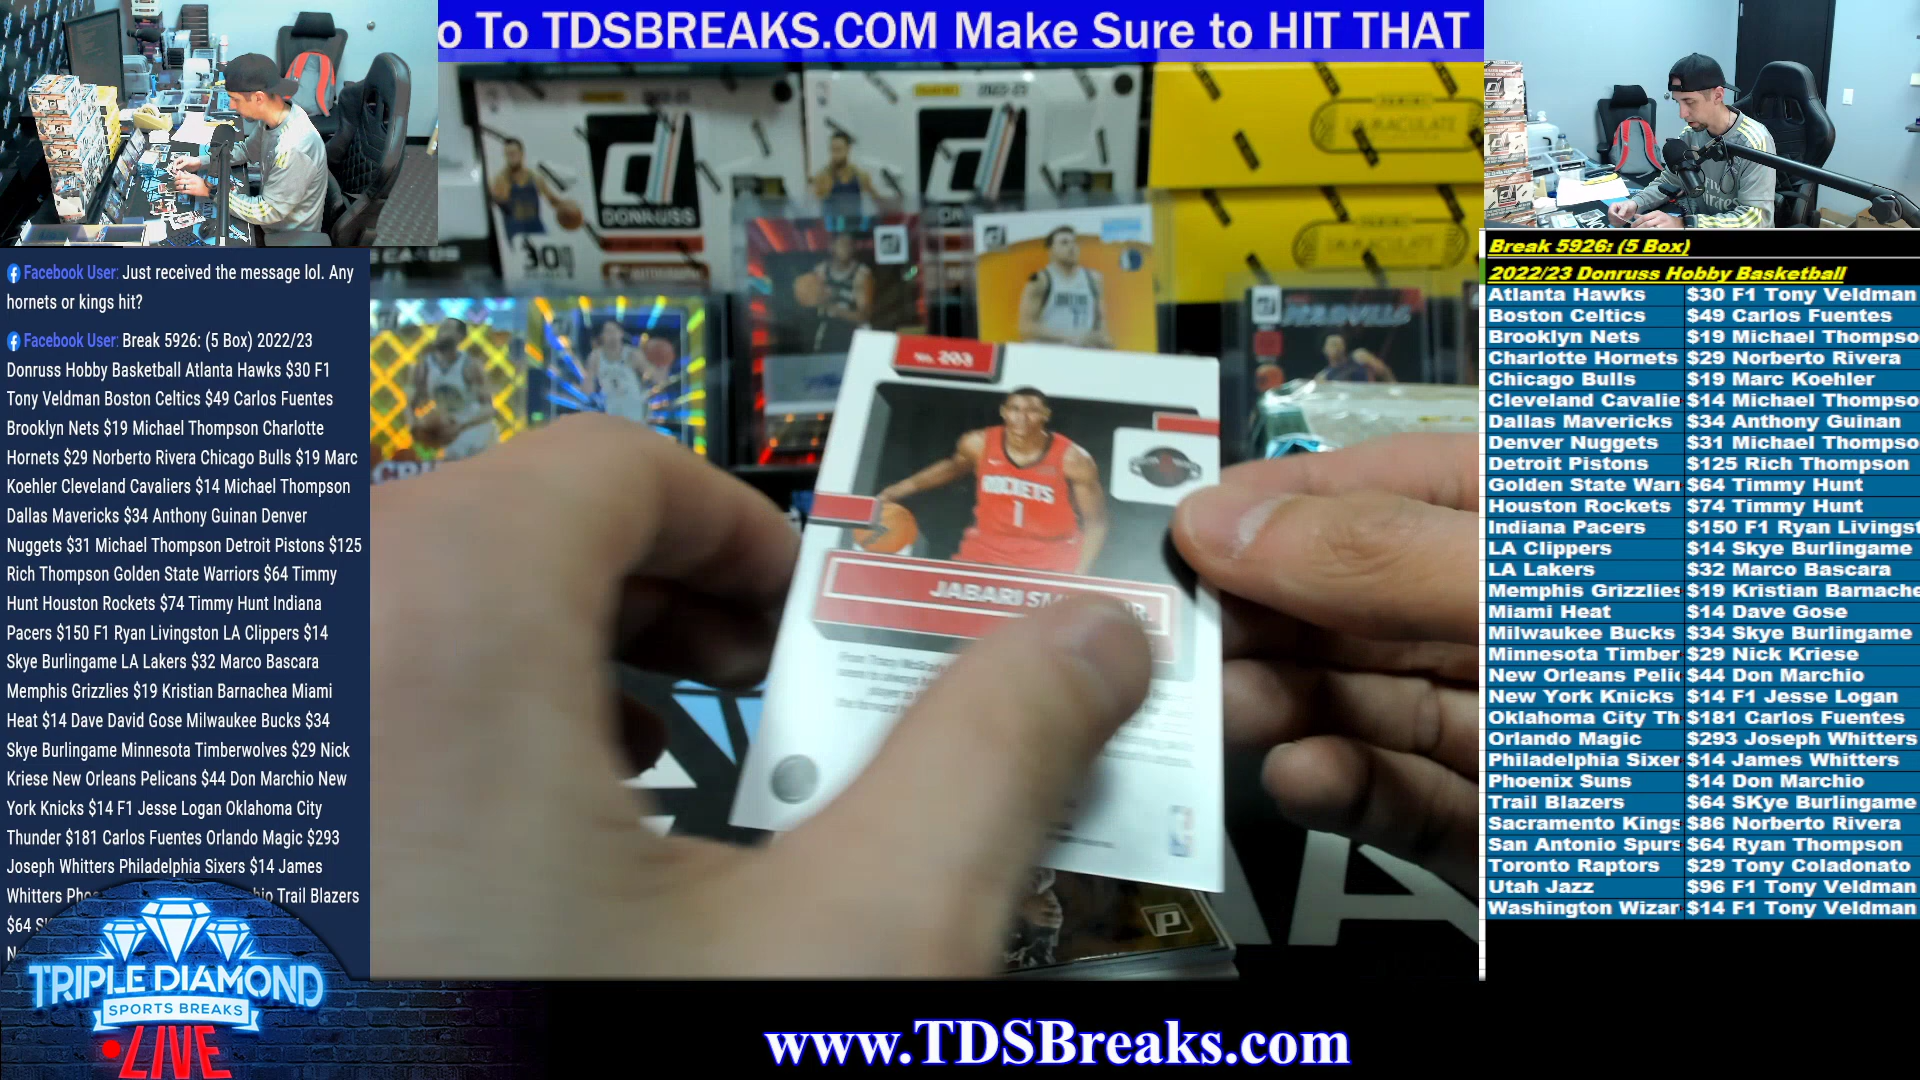 o To TDSBREAKS.COM Make Sure to HIT THAT
Facebook User: Just received the message lol. Any
hornets or kings hit?
Facebook User: Break 5926: (5 Box) 2022/23
Donruss Hobby Basketball Atlanta Hawks $30 F1
Tony Veldman Boston Celtics $49 Carlos Fuentes
Brooklyn Nets $19 Michael Thompson Charlotte
Hornets $29 Norberto Rivera Chicago Bulls $19 Marc
Koehler Cleveland Cavaliers $14 Michael Thompson
Dallas Mavericks $34 Anthony Guinan Denver
Nuggets $31 Michael Thompson Detroit Pistons $125
Rich Thompson Golden State Warriors $64 Timmy
Hunt Houston Rockets $74 Timmy Hunt Indiana
Pacers $150 F1 Ryan Livingston LA Clippers $14
Skye Burlingame LA Lakers $32 Marco Bascara
Memphis Grizzlies $19 Kristian Barnachea Miami
Heat $14 Dave David Gose Milwaukee Bucks $34
Skye Burlingame Minnesota Timberwolves $29 Nick
Kriese New Orleans Pelicans $44 Don Marchio New
York Knicks $14 F1 Jesse Logan Oklahoma City
Thunder $181 Carlos Fuentes Orlando Magic $293
Joseph Whitters Philadelphia Sixers $14 James
Whitters Pho hio Trail Blazers
$64 S
N
TRIPLE DIAMOND
SPORTS BREAKS
LIVE
PANINI
2022-23
DONRUSS
30
PANINI
2022-23
IMMACULATE
IMMACULATE
No. 203
ROCKETS
1
JABARI SM R.
www.TDSBreaks.com
Break 5926: (5 Box)
2022/23 Donruss Hobby Basketball
Atlanta Hawks $30 F1 Tony Veldman
Boston Celtics $49 Carlos Fuentes
Brooklyn Nets $19 Michael Thompso
Charlotte Hornets $29 Norberto Rivera
Chicago Bulls $19 Marc Koehler
Cleveland Cavalie $14 Michael Thompso
Dallas Mavericks $34 Anthony Guinan
Denver Nuggets $31 Michael Thompso
Detroit Pistons $125 Rich Thompson
Golden State Warr $64 Timmy Hunt
Houston Rockets $74 Timmy Hunt
Indiana Pacers $150 F1 Ryan Livingst
LA Clippers $14 Skye Burlingame
LA Lakers $32 Marco Bascara
Memphis Grizzlies $19 Kristian Barnache
Miami Heat $14 Dave Gose
Milwaukee Bucks $34 Skye Burlingame
Minnesota Timber $29 Nick Kriese
New Orleans Pelic $44 Don Marchio
New York Knicks $14 F1 Jesse Logan
Oklahoma City Th $181 Carlos Fuentes
Orlando Magic $293 Joseph Whitters
Philadelphia Sixer $14 James Whitters
Phoenix Suns $14 Don Marchio
Trail Blazers $64 SKye Burlingame
Sacramento Kings $86 Norberto Rivera
San Antonio Spurs $64 Ryan Thompson
Toronto Raptors $29 Tony Coladonato
Utah Jazz $96 F1 Tony Veldman
Washington Wizar $14 F1 Tony Veldman